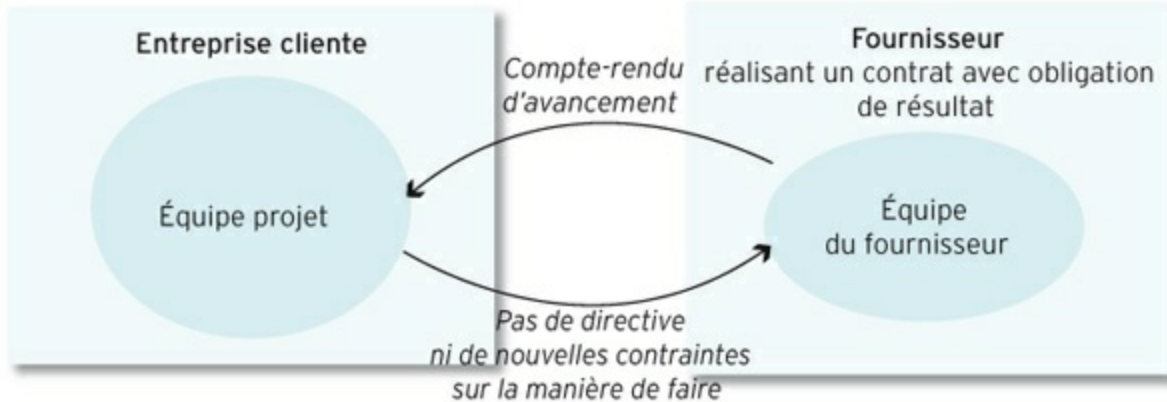 Entreprise cliente
Équipe projet
Compte-rendu
d'avancement
Pas de directive
ni de nouvelles contraintes
sur la manière de faire
Fournisseur
réalisant un contrat avec obligation
de résultat
Équipe
du fournisseur